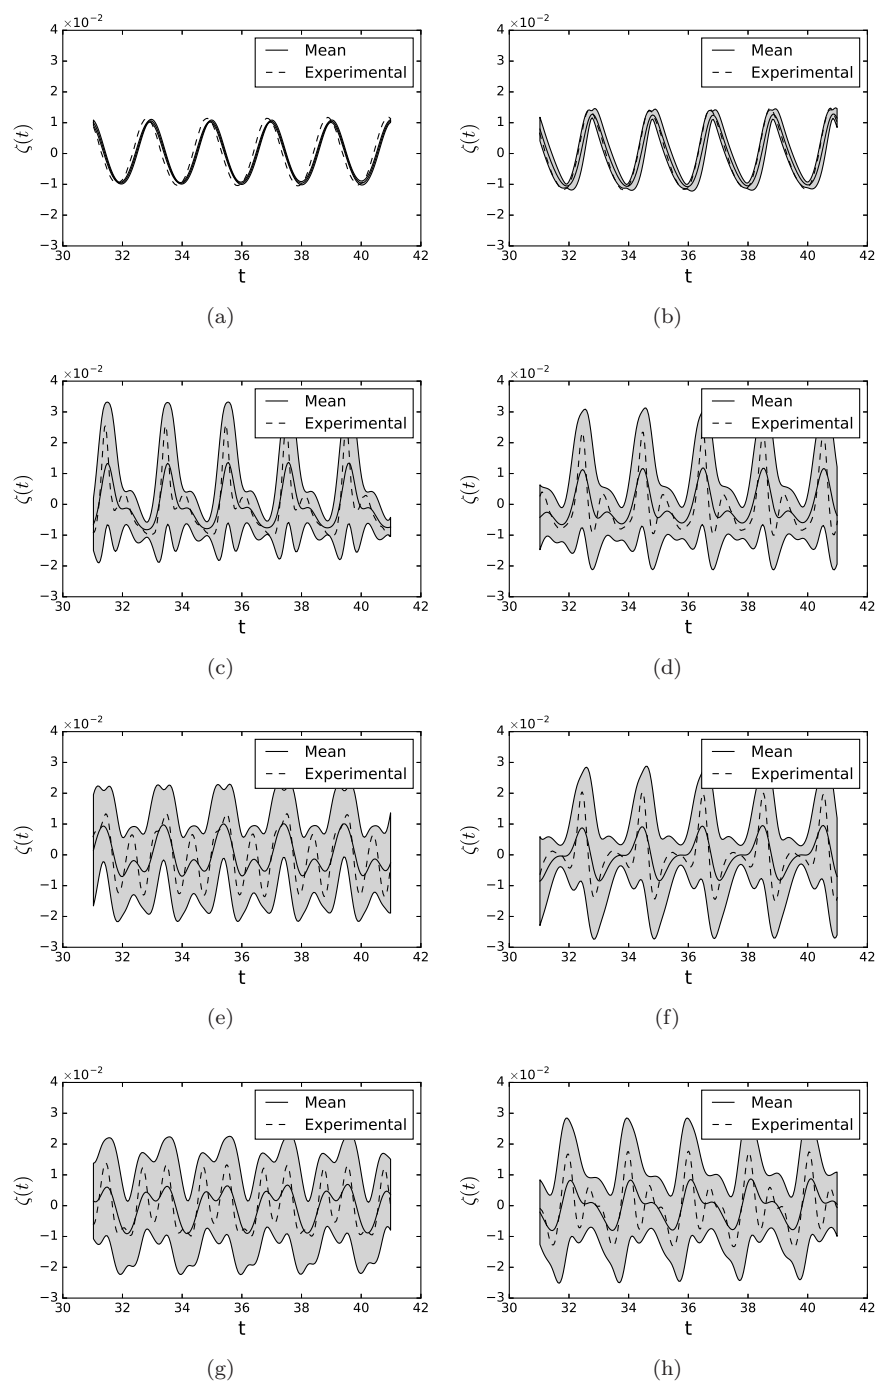 ×10⁻²
4
3
2
1
0
−1
−2
−3
ζ(t)
30 32 34 36 38 40 42
t
Mean
Experimental
(a)
×10⁻²
4
3
2
1
0
−1
−2
−3
ζ(t)
30 32 34 36 38 40 42
t
Mean
Experimental
(b)
×10⁻²
4
3
2
1
0
−1
−2
−3
ζ(t)
30 32 34 36 38 40 42
t
Mean
Experimental
(c)
×10⁻²
4
3
2
1
0
−1
−2
−3
ζ(t)
30 32 34 36 38 40 42
t
Mean
Experimental
(d)
×10⁻²
4
3
2
1
0
−1
−2
−3
ζ(t)
30 32 34 36 38 40 42
t
Mean
Experimental
(e)
×10⁻²
4
3
2
1
0
−1
−2
−3
ζ(t)
30 32 34 36 38 40 42
t
Mean
Experimental
(f)
×10⁻²
4
3
2
1
0
−1
−2
−3
ζ(t)
30 32 34 36 38 40 42
t
Mean
Experimental
(g)
×10⁻²
4
3
2
1
0
−1
−2
−3
ζ(t)
30 32 34 36 38 40 42
t
Mean
Experimental
(h)